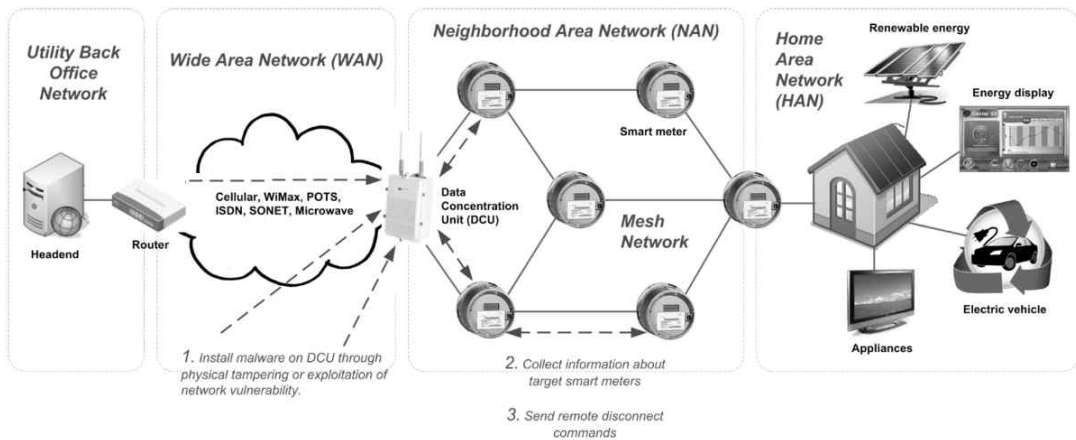 Utility Back
Office
Network
Headend
Router
Wide Area Network (WAN)
Cellular, WiMax, POTS,
ISDN, SONET, Microwave
1. Install malware on DCU through
physical tampering or exploitation of
network vulnerability.
Neighborhood Area Network (NAN)
Smart meter
Data
Concentration
Unit (DCU)
Mesh
Network
2. Collect information about
target smart meters
3. Send remote disconnect
commands
Home
Area
Network
(HAN)
Renewable energy
Energy display
Electric vehicle
Appliances